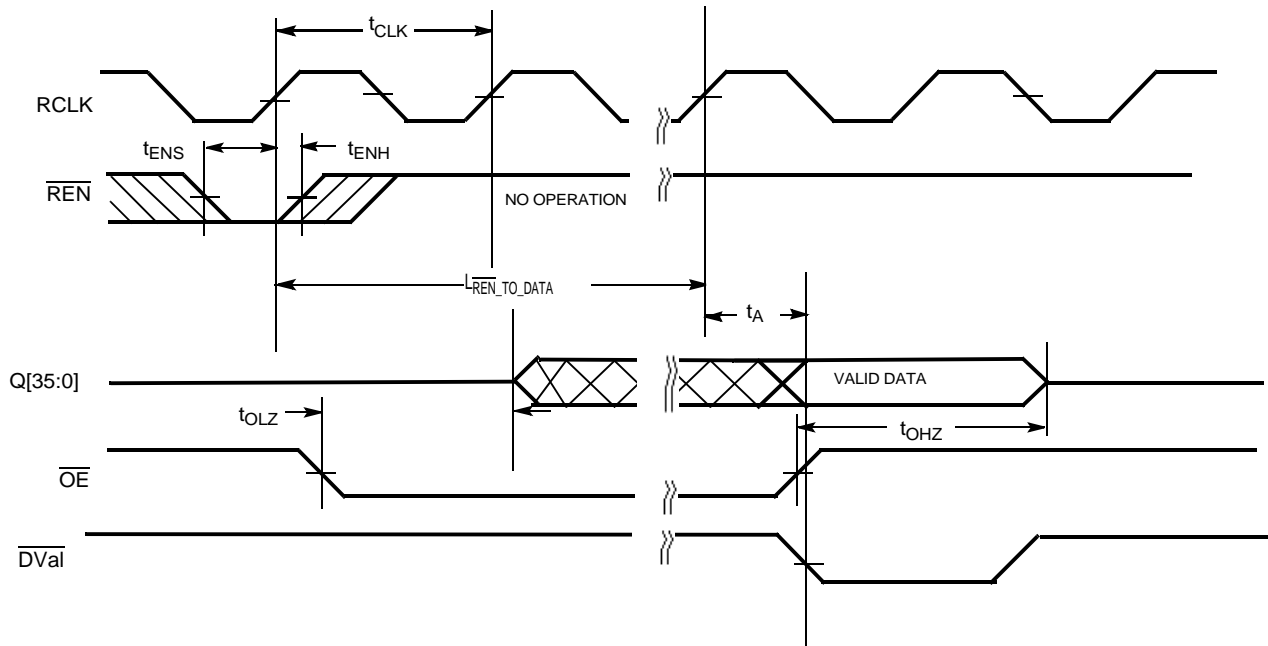 tCLK
RCLK
tENS
tENH
REN
NO OPERATION
LREN_TO_DATA
tA
Q[35:0]
VALID DATA
tOLZ
tOHZ
OE
DVal